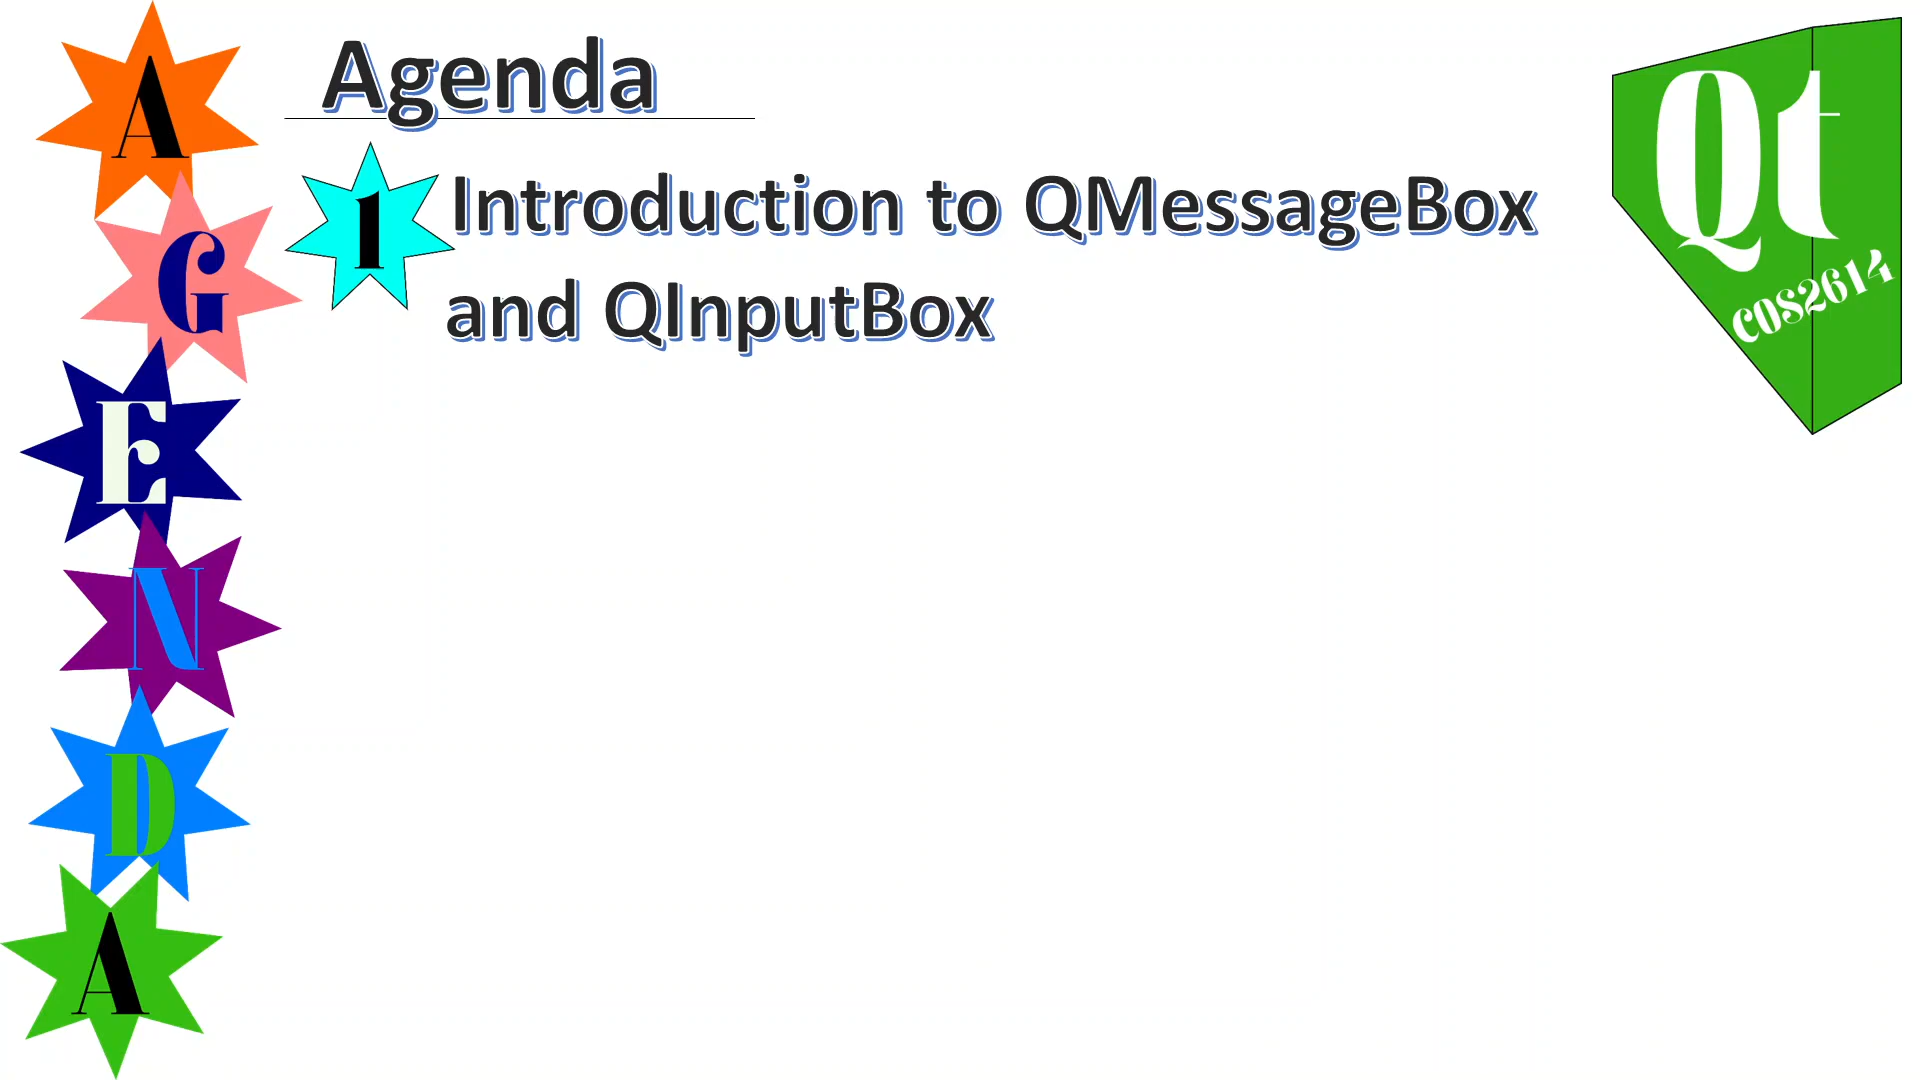 A
G
E
N
D
A
Agenda
1
Introduction to QMessageBox
and QInputBox
Qt
COS2614